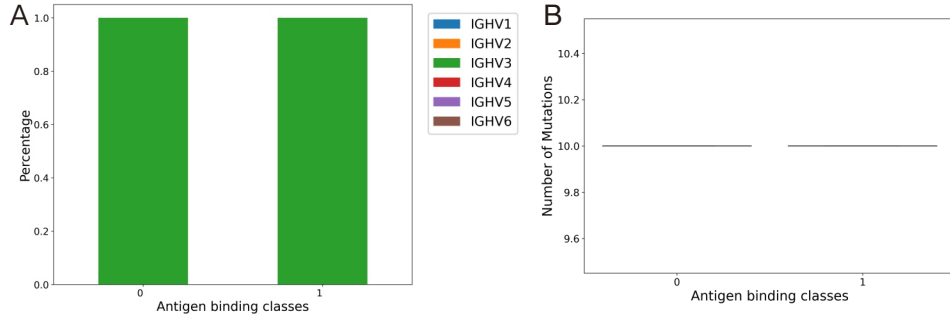 A
1.0
0.8
0.6
0.4
0.2
0.0
Percentage
0
1
Antigen binding classes
IGHV1
IGHV2
IGHV3
IGHV4
IGHV5
IGHV6
B
10.4
10.2
10.0
9.8
9.6
Number of Mutations
0
1
Antigen binding classes